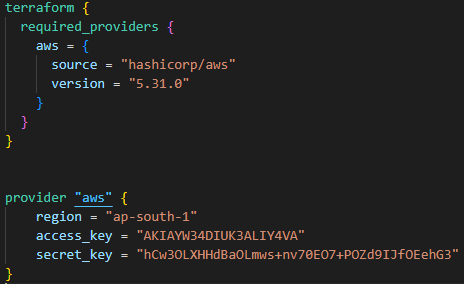 terraform {
  required_providers {
    aws = {
      source = "hashicorp/aws"
      version = "5.31.0"
    }
  }
}
provider "aws" {
    region = "ap-south-1"
    access_key = "AKIAYW34DIUK3ALIY4VA"
    secret_key = "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"
}